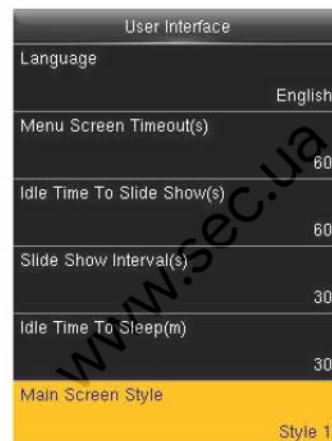 User Interface
Language
English
Menu Screen Timeout(s)
60
Idle Time To Slide Show(s)
60
Slide Show Interval(s)
30
Idle Time To Sleep(m)
30
Main Screen Style
Style 1
www.sec.ua